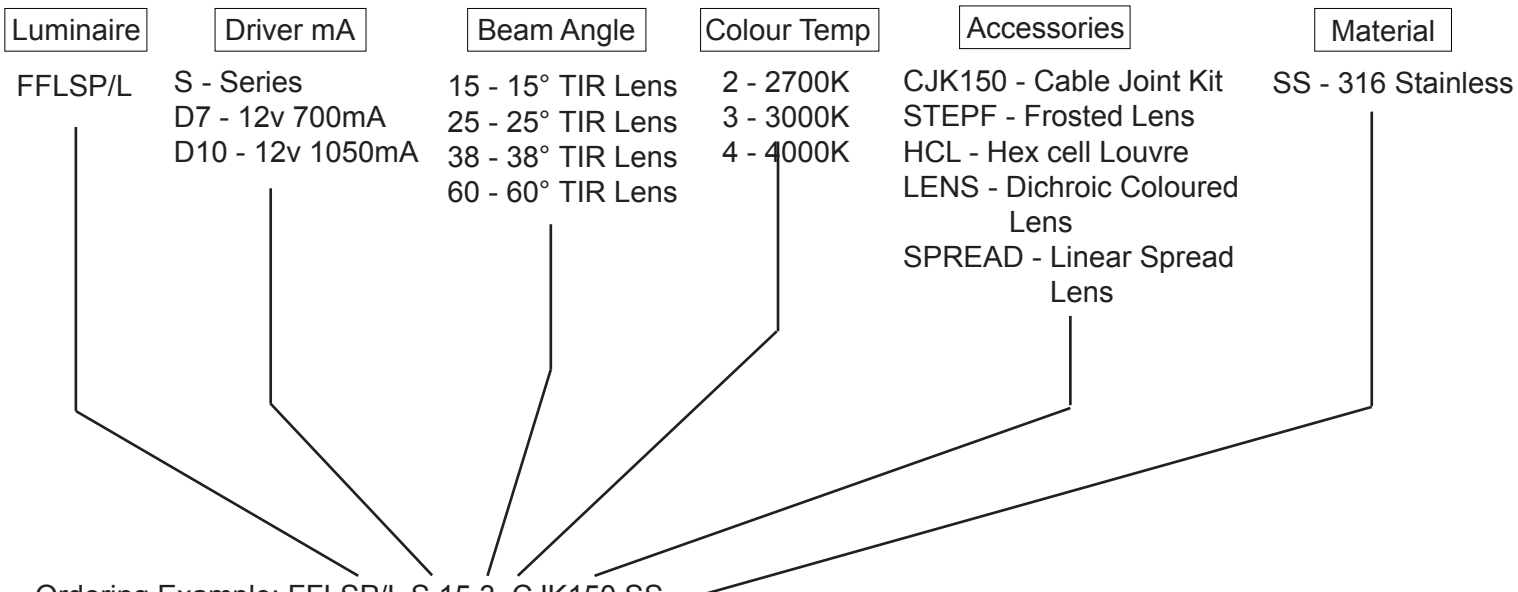 Luminaire
Driver mA
Beam Angle
Colour Temp
Accessories
Material
FFLSP/L
S - Series
D7 - 12v 700mA
D10 - 12v 1050mA
15 - 15° TIR Lens
25 - 25° TIR Lens
38 - 38° TIR Lens
60 - 60° TIR Lens
2 - 2700K
3 - 3000K
4 - 4000K
CJK150 - Cable Joint Kit
STEPF - Frosted Lens
HCL - Hex cell Louvre
LENS - Dichroic Coloured
Lens
SPREAD - Linear Spread
Lens
SS - 316 Stainless
Ordering Example: FFLSP/L S 15 3 CJK150 SS